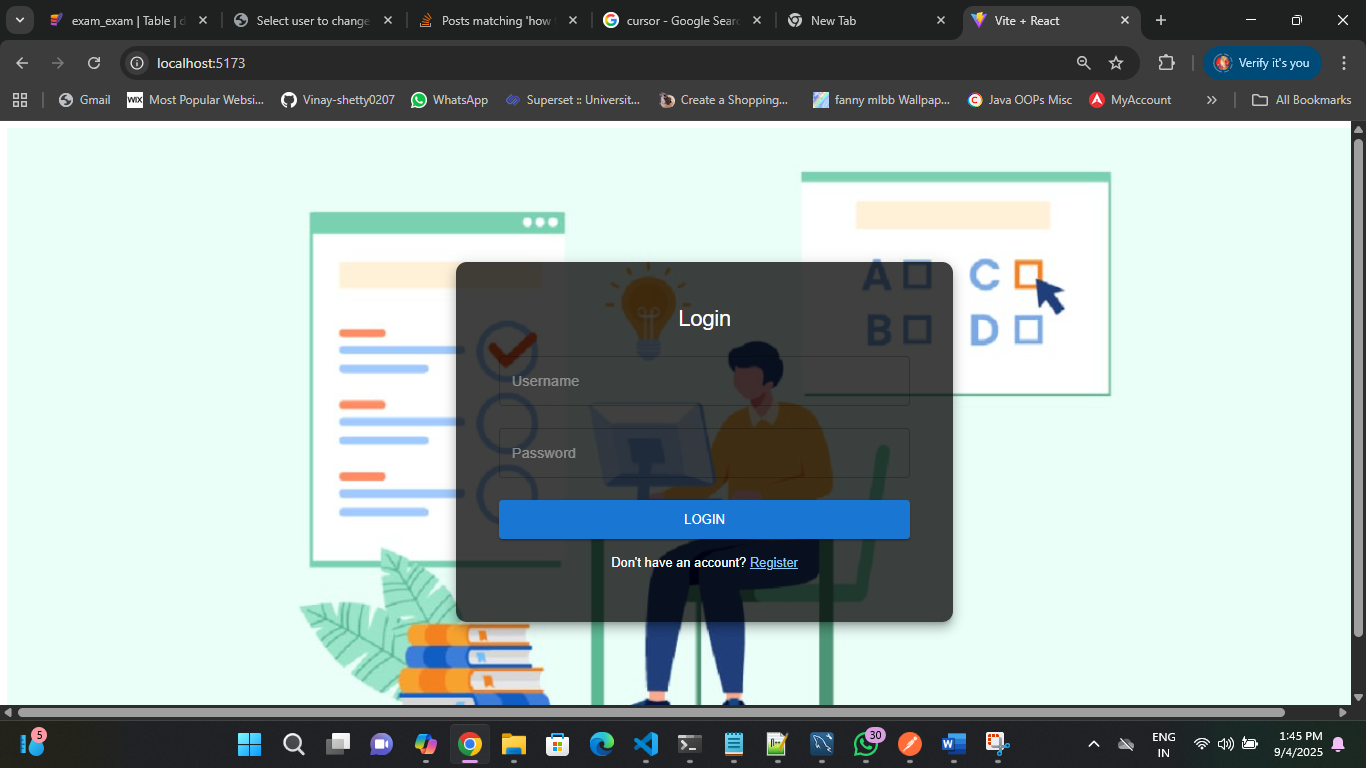 exam_exam | Table | d
Select user to change
Posts matching 'how
cursor - Google Searc
New Tab
Vite + React
localhost:5173
Verify it's you
Gmail
WIX
Most Popular Websi...
Vinay-shetty0207
WhatsApp
Superset :: Universit...
Create a Shopping...
fanny mlbb Wallpap...
Java OOPs Misc
MyAccount
All Bookmarks
A C
B D
Login
Username
Password
LOGIN
Don't have an account? Register
5
30
ENG
IN
1:45 PM
9/4/2025